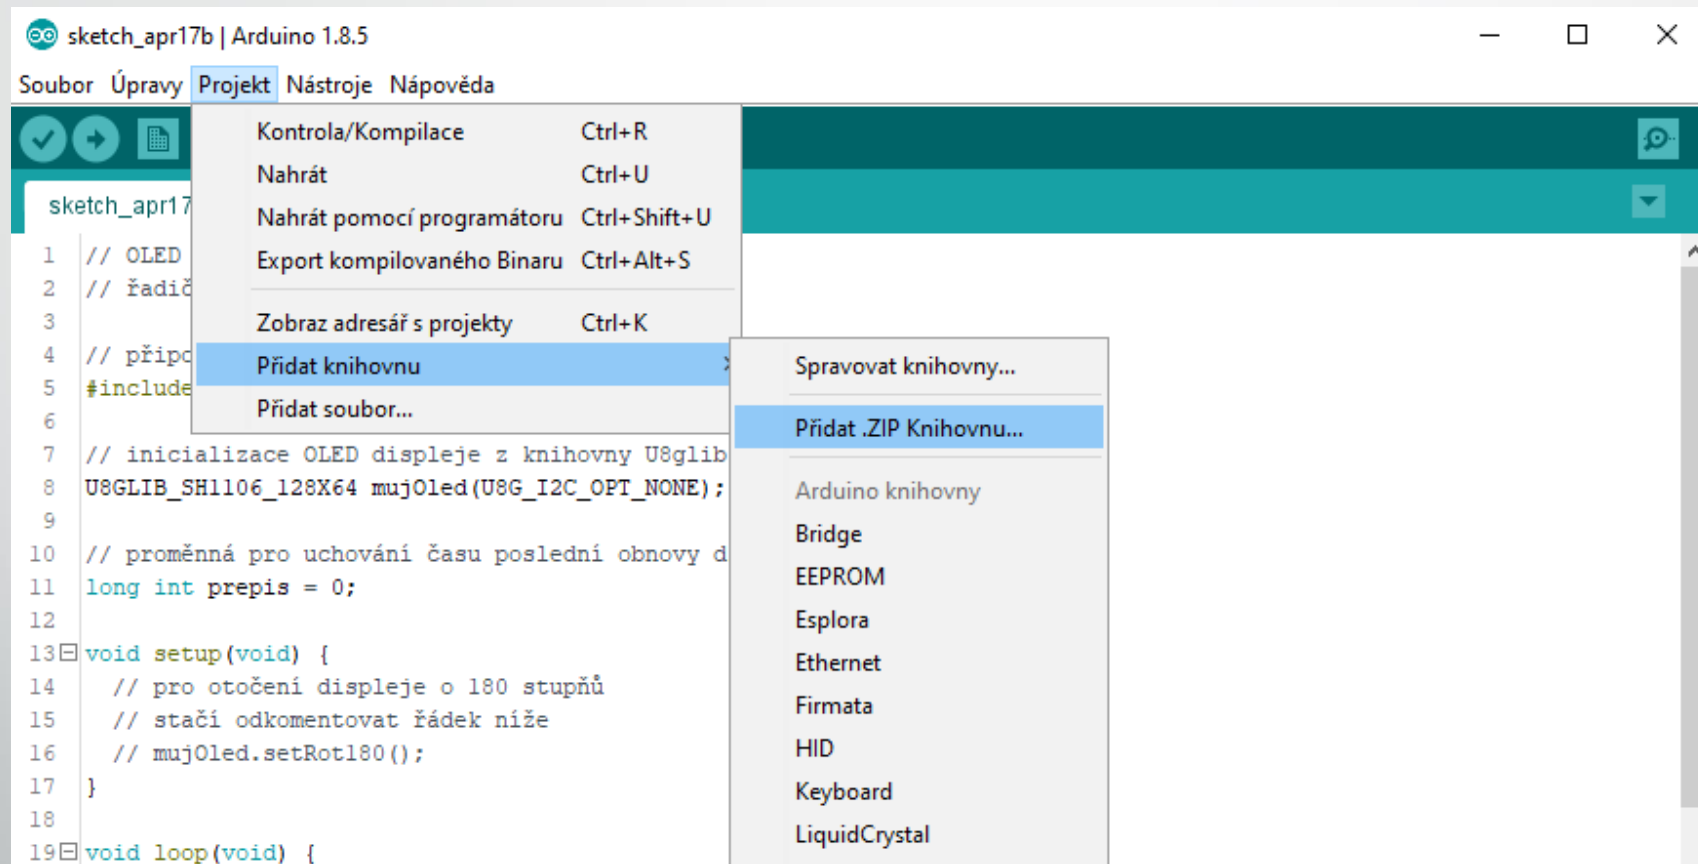 sketch_apr17b | Arduino 1.8.5
Soubor Úpravy Projekt Nástroje Nápověda
Kontrola/Kompilace Ctrl+R
Nahrát Ctrl+U
Nahrát pomocí programátoru Ctrl+Shift+U
Export kompilovaného Binaru Ctrl+Alt+S
Zobraz adresář s projekty Ctrl+K
Přidat knihovnu
Přidat soubor...
Spravovat knihovny...
Přidat .ZIP Knihovnu...
Arduino knihovny
Bridge
EEPROM
Esplora
Ethernet
Firmata
HID
Keyboard
LiquidCrystal
sketch_apr17
1 // OLED
2 // řadič
3
4 // připo
5 #include
6
7 // inicializace OLED displeje z knihovny U8glib
8 U8GLIB_SH1106_128X64 mujOled(U8G_I2C_OPT_NONE);
9
10 // proměnná pro uchování času poslední obnovy d
11 long int prepis = 0;
12
13 void setup(void) {
14 // pro otočení displeje o 180 stupňů
15 // stačí odkomentovat řádek níže
16 // mujOled.setRot180();
17 }
18
19 void loop(void) {